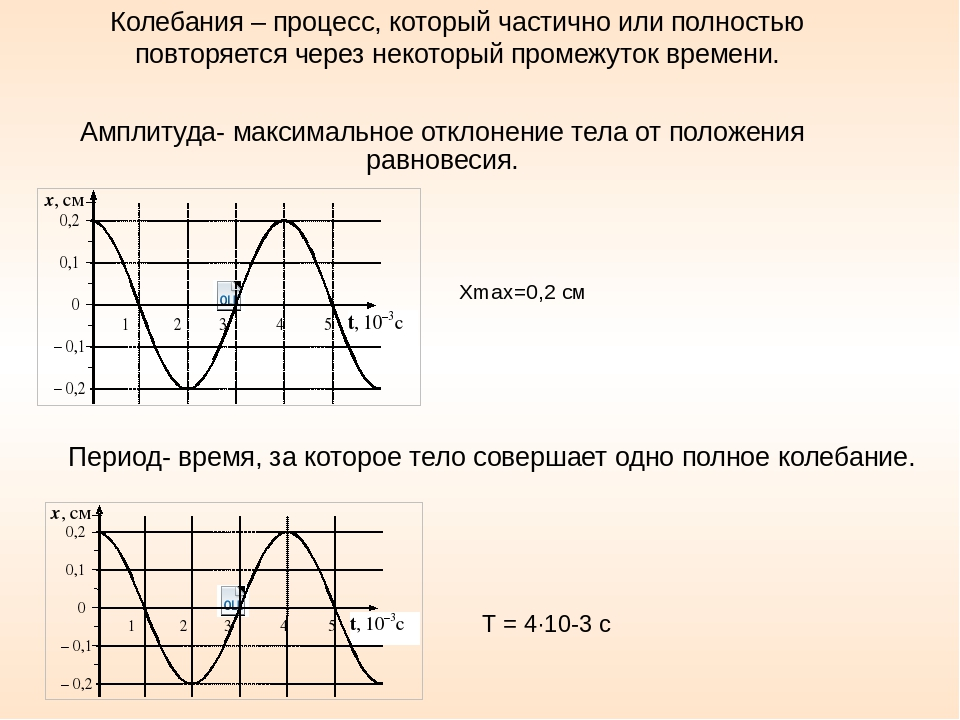 Колебания – процесс, который частично или полностью
повторяется через некоторый промежуток времени.
Амплитуда- максимальное отклонение тела от положения
равновесия.
x, см
0,2
0,1
0
– 0,1
– 0,2
1 2 3 4 5 t, 10⁻³с
Xmax=0,2 см
Период- время, за которое тело совершает одно полное колебание.
x, см
0,2
0,1
0
– 0,1
– 0,2
1 2 3 4 5 t, 10⁻³с
T = 4·10-3 с